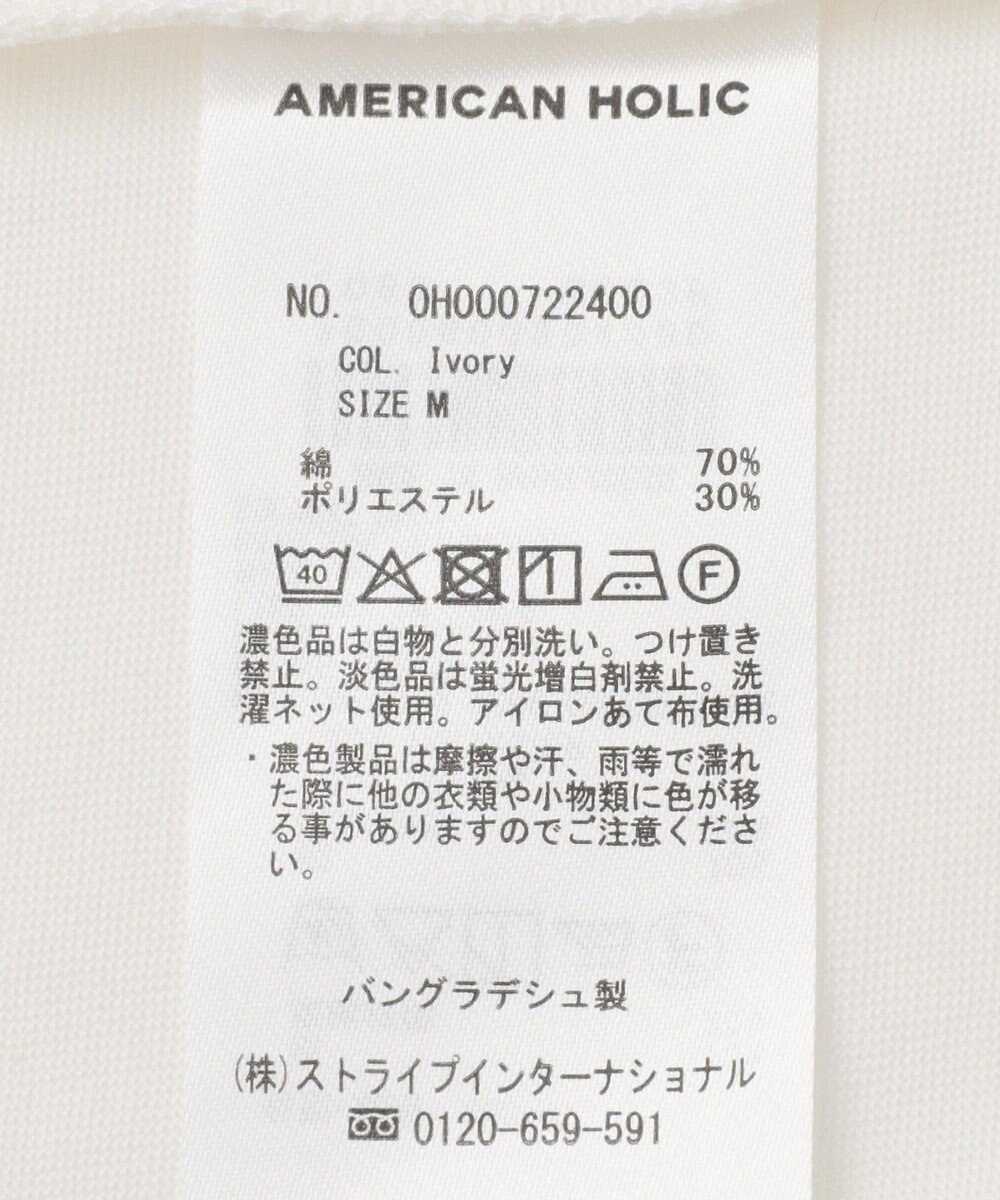 AMERICAN HOLIC
NO. 0H000722400
COL. Ivory
SIZE M
綿 70%
ポリエステル 30%
40 F
濃色品は白物と分別洗い。つけ置き
禁止。淡色品は蛍光増白剤禁止。洗
濯ネット使用。アイロンあて布使用。
・濃色製品は摩擦や汗、雨等で濡れ
た際に他の衣類や小物類に色が移
る事がありますのでご注意くださ
い。
バングラデシュ製
(株)ストライプインターナショナル
0120-659-591